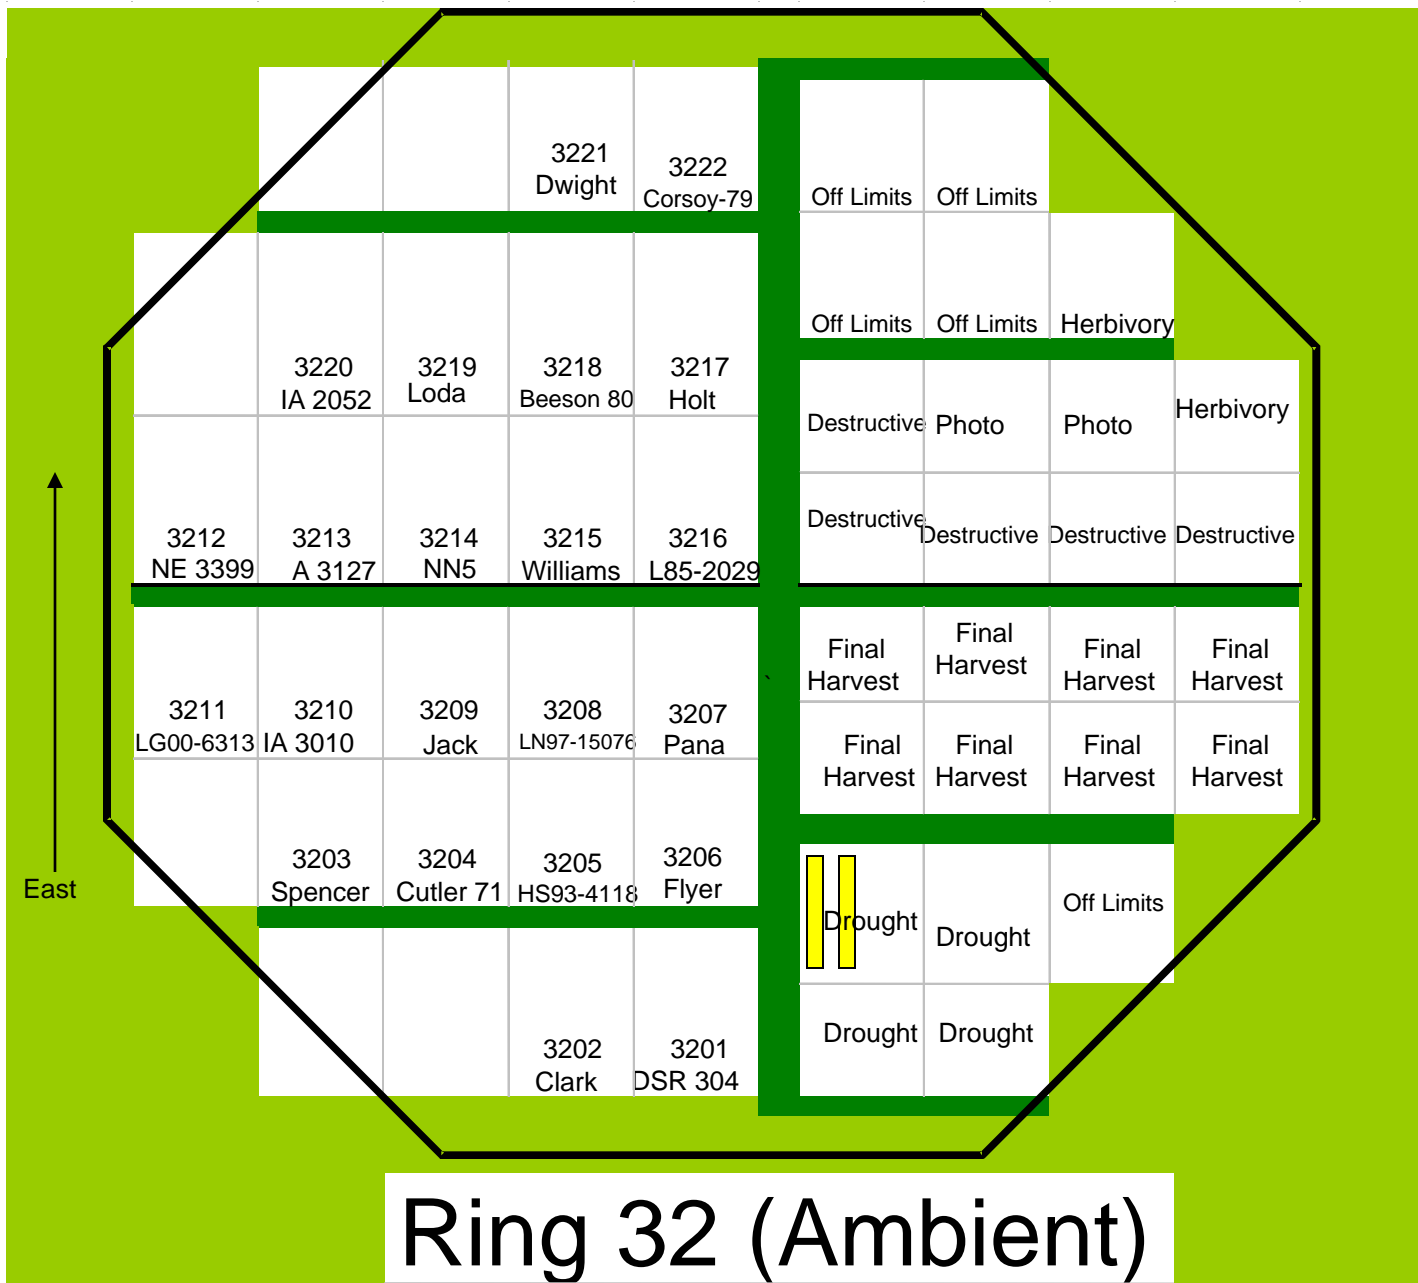 3221
Dwight
3222
Corsoy-79
Off Limits
Off Limits
Off Limits
Off Limits
Herbivory
3220
IA 2052
3219
Loda
3218
Beeson 80
3217
Holt
Destructive
Photo
Photo
Herbivory
3212
NE 3399
3213
A 3127
3214
NN5
3215
Williams
3216
L85-2029
Destructive
Destructive
Destructive
Destructive
3211
LG00-6313
3210
IA 3010
3209
Jack
3208
LN97-15076
3207
Pana
`
Final
Harvest
Final
Harvest
Final
Harvest
Final
Harvest
Final
Harvest
Final
Harvest
Final
Harvest
Final
Harvest
East
3203
Spencer
3204
Cutler 71
3205
HS93-4118
3206
Flyer
Drought
Drought
Off Limits
3202
Clark
3201
DSR 304
Drought
Drought
Ring 32 (Ambient)